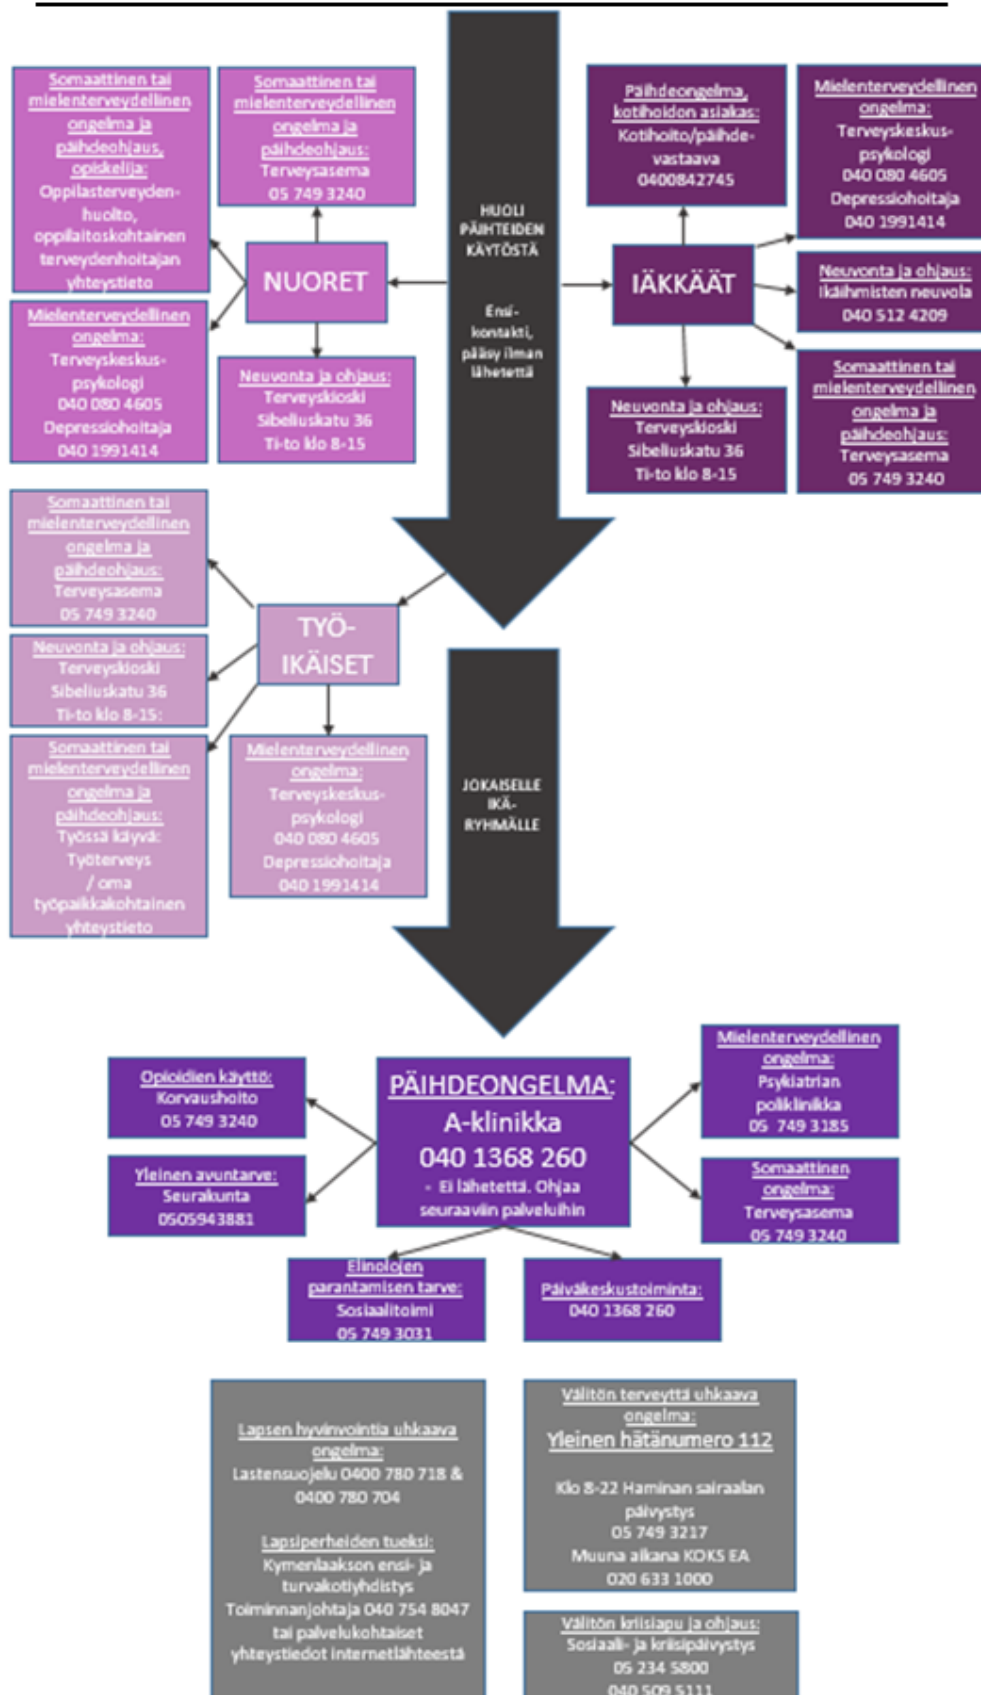 Somaattinen tai
mielenterveydellinen
ongelma ja
päihdeohjaus,
opiskelija:
Oppilasterveyden-
huolto,
oppilaitoskohtainen
terveydenhoitajan
yhteystieto
Somaattinen tai
mielenterveydellinen
ongelma ja
päihdeohjaus:
Terveysasema
05 749 3240
NUORET
Mielenterveydellinen
ongelma:
Terveyskeskus-
psykologi
040 080 4605
Depressiohoitaja
040 1991414
Neuvonta ja ohjaus:
Terveyskioski
Sibeliuskatu 36
Ti-to klo 8-15
HUOLI
PÄIHTEIDEN
KÄYTÖSTÄ
Ensi-
kontakti,
pääsy ilman
lähetettä
Päihdeongelma,
kotihoidon asiakas:
Kotihoito/päihde-
vastaava
0400842745
Mielenterveydellinen
ongelma:
Terveyskeskus-
psykologi
040 080 4605
Depressiohoitaja
040 1991414
IÄKKÄÄT
Neuvonta ja ohjaus:
Ikäihmisten neuvola
040 512 4209
Neuvonta ja ohjaus:
Terveyskioski
Sibeliuskatu 36
Ti-to klo 8-15
Somaattinen tai
mielenterveydellinen
ongelma ja
päihdeohjaus:
Terveysasema
05 749 3240
Somaattinen tai
mielenterveydellinen
ongelma ja
päihdeohjaus:
Terveysasema
05 749 3240
TYÖ-
IKÄISET
Neuvonta ja ohjaus:
Terveyskioski
Sibeliuskatu 36
Ti-to klo 8-15:
Somaattinen tai
mielenterveydellinen
ongelma ja
päihdeohjaus:
Työssä käyvä:
Työterveys
/ oma
työpaikkakohtainen
yhteystieto
Mielenterveydellinen
ongelma:
Terveyskeskus-
psykologi
040 080 4605
Depressiohoitaja
040 1991414
JOKAISELLE
IKÄ-
RYHMÄLLE
Opioidien käyttö:
Korvaushoito
05 749 3240
Yleinen avuntarve:
Seurakunta
0505943881
PÄIHDEONGELMA:
A-klinikka
040 1368 260
- Ei lähetettä. Ohjaa
seuraaviin palveluihin
Mielenterveydellinen
ongelma:
Psykiatrian
poliklinikka
05 749 3185
Somaattinen
ongelma:
Terveysasema
05 749 3240
Elinolojen
parantamisen tarve:
Sosiaalitoimi
05 749 3031
Päiväkeskustoiminta:
040 1368 260
Lapsen hyvinvointia uhkaava
ongelma:
Lastensuojelu 0400 780 718 &
0400 780 704
Lapsiperheiden tueksi:
Kymenlaakson ensi- ja
turvakotiyhdistys
Toiminnanjohtaja 040 754 8047
tai palvelukohtaiset
yhteystiedot internetlähteestä
Välitön terveyttä uhkaava
ongelma:
Yleinen hätänumero 112
Klo 8-22 Haminan sairaalan
päivystys
05 749 3217
Muuna aikana KOKS EA
020 633 1000
Välitön kriisiapu ja ohjaus:
Sosiaali- ja kriisipäivystys
05 234 5800
040 509 5111